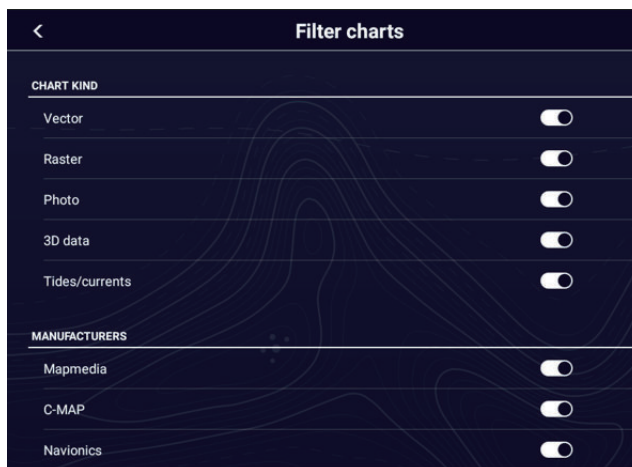 Filter charts
CHART KIND
Vector
Raster
Photo
3D data
Tides/currents
MANUFACTURERS
Mapmedia
C-MAP
Navionics